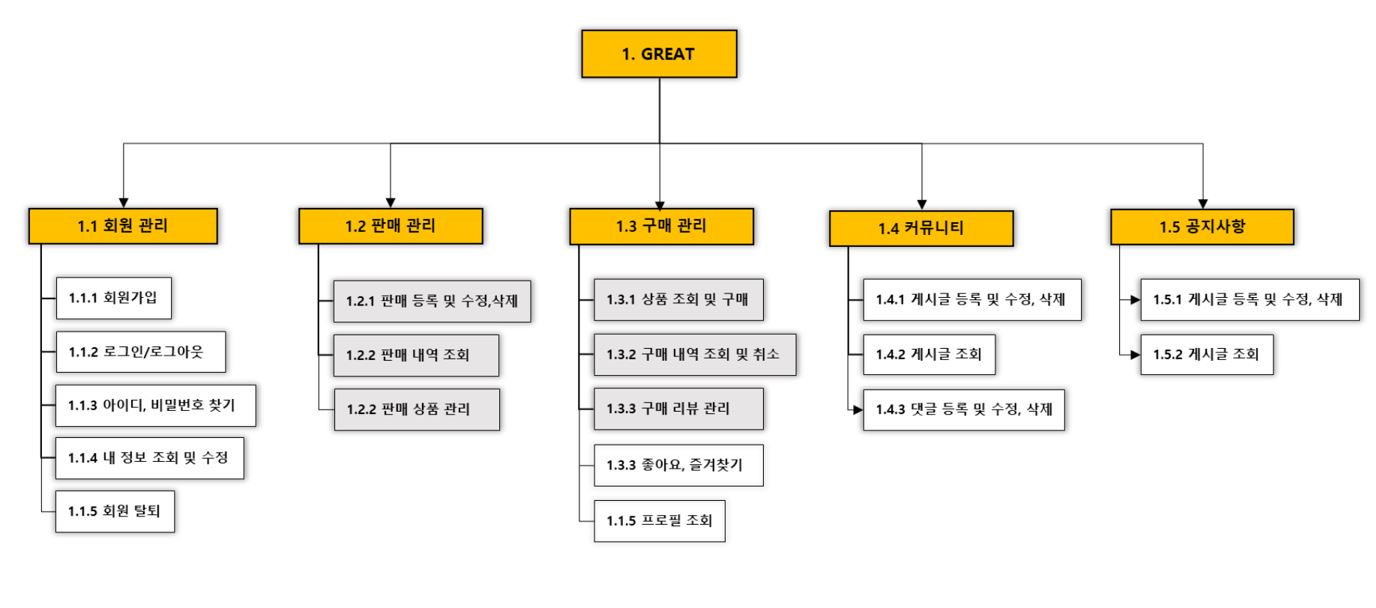 1. GREAT
1.1 회원 관리
1.1.1 회원가입
1.1.2 로그인/로그아웃
1.1.3 아이디, 비밀번호 찾기
1.1.4 내 정보 조회 및 수정
1.1.5 회원 탈퇴
1.2 판매 관리
1.2.1 판매 등록 및 수정,삭제
1.2.2 판매 내역 조회
1.2.2 판매 상품 관리
1.3 구매 관리
1.3.1 상품 조회 및 구매
1.3.2 구매 내역 조회 및 취소
1.3.3 구매 리뷰 관리
1.3.3 좋아요, 즐겨찾기
1.1.5 프로필 조회
1.4 커뮤니티
1.4.1 게시글 등록 및 수정, 삭제
1.4.2 게시글 조회
1.4.3 댓글 등록 및 수정, 삭제
1.5 공지사항
1.5.1 게시글 등록 및 수정, 삭제
1.5.2 게시글 조회